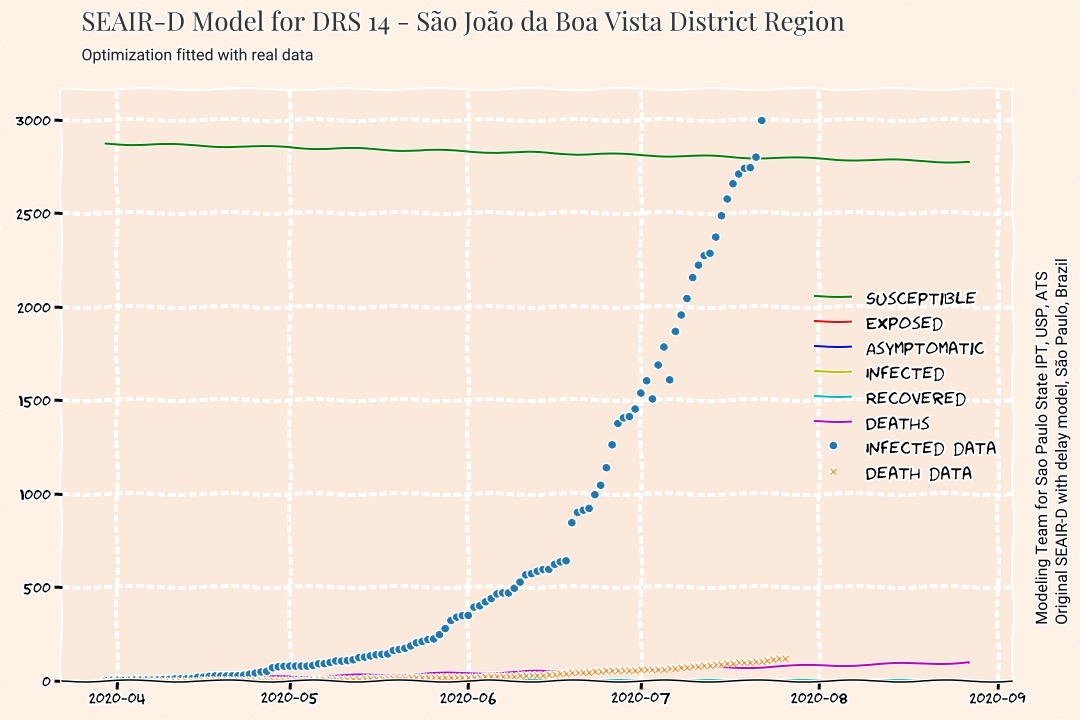 SEAIR-D Model for DRS 14 - São João da Boa Vista District Region
Optimization fitted with real data
3000
2500
2000
1500
1000
500
0
2020-04
2020-05
2020-06
2020-07
2020-08
2020-09
SUSCEPTIBLE
EXPOSED
ASYMPTOMATIC
INFECTED
RECOVERED
DEATHS
INFECTED DATA
DEATH DATA
Modeling Team for Sao Paulo State IPT, USP, ATS
Original SEAIR-D with delay model, São Paulo, Brazil